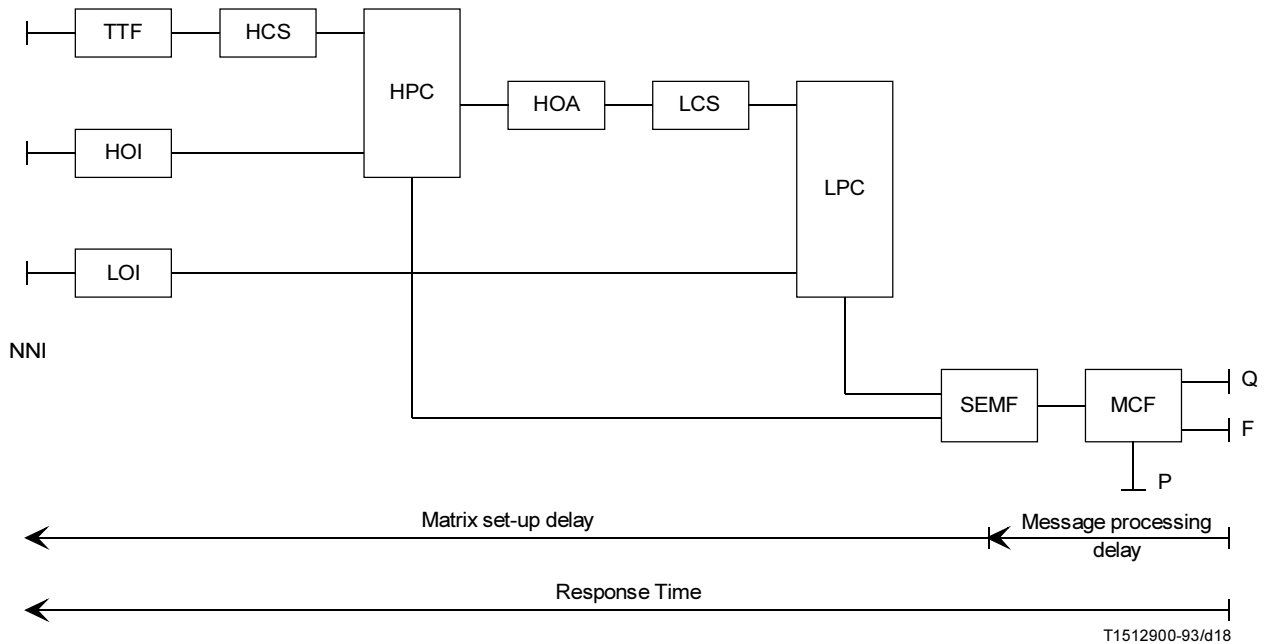 TTF
HCS
HPC
HOA
LCS
HOI
LPC
LOI
NNI
SEMF
MCF
Q
F
P
Matrix set-up delay
Message processing
delay
Response Time
T1512900-93/d18